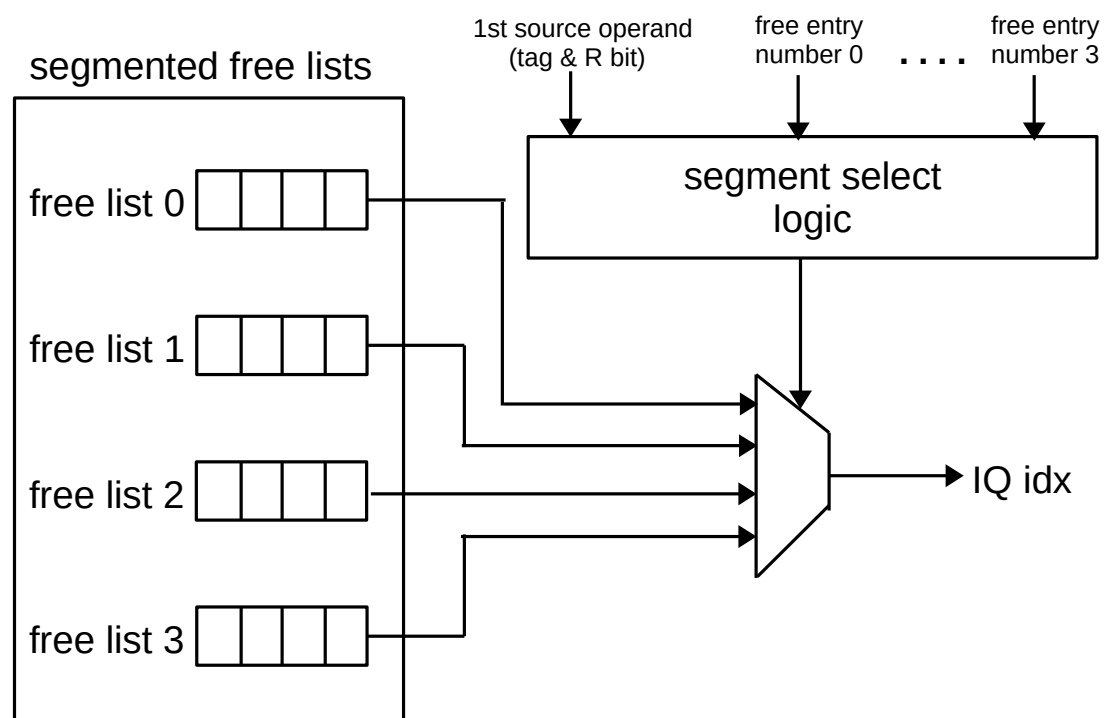 segmented free lists
1st source operand
(tag & R bit)
free entry
number 0
. . . .
free entry
number 3
segment select
logic
free list 0
free list 1
free list 2
free list 3
IQ idx